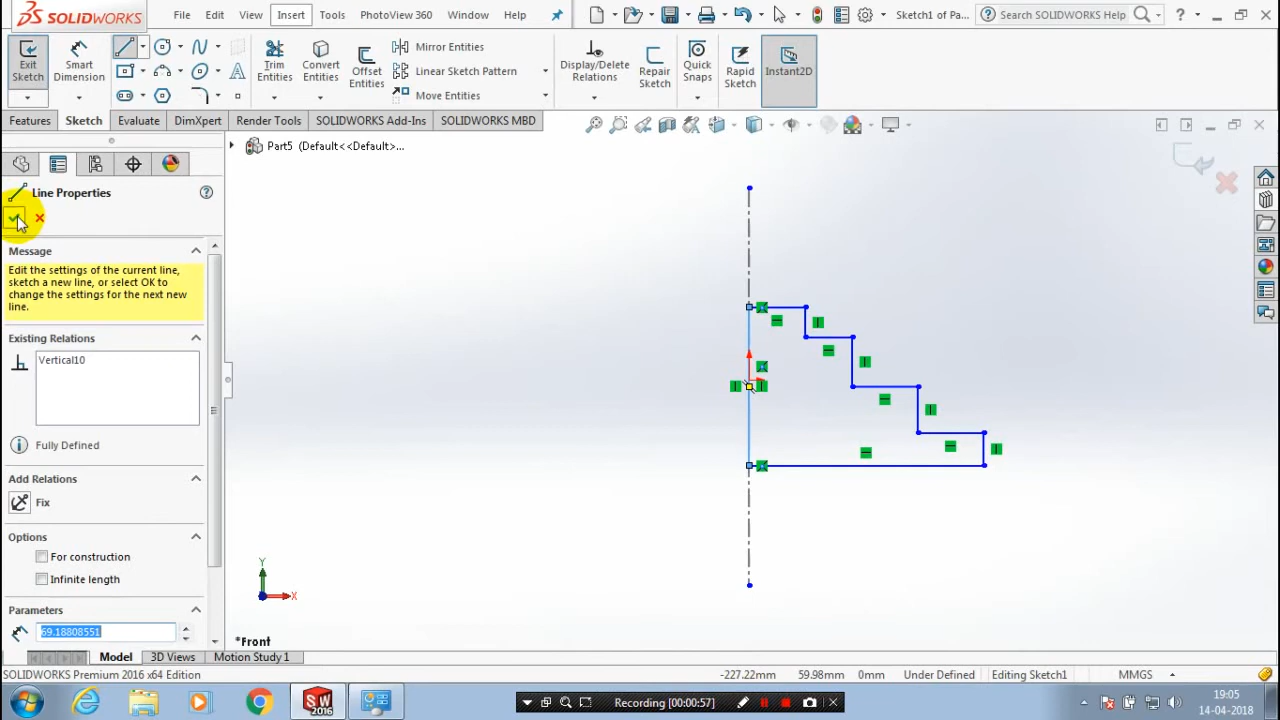 SOLIDWORKS
File
Edit
View
Insert
Tools
PhotoView 360
Window
Help
Sketch1 of Pa...
Search SOLIDWORKS Help
Exit Sketch
Smart Dimension
Trim Entities
Convert Entities
Offset Entities
Mirror Entities
Linear Sketch Pattern
Move Entities
Display/Delete Relations
Repair Sketch
Quick Snaps
Rapid Sketch
Instant2D
Features
Sketch
Evaluate
DimXpert
Render Tools
SOLIDWORKS Add-Ins
SOLIDWORKS MBD
Part5 (Default<<Default>...
Line Properties
Message
Edit the settings of the current line,
sketch a new line, or select OK to
change the settings for the next new
line.
Existing Relations
Vertical10
Fully Defined
Add Relations
Fix
Options
For construction
Infinite length
Parameters
69.18808551
Y
X
*Front
Model
3D Views
Motion Study 1
SOLIDWORKS Premium 2016 x64 Edition
-227.22mm
59.98mm
0mm
Under Defined
Editing Sketch1
MMGS
SW 2016
Recording [00:00:57]
19:05
14-04-2018